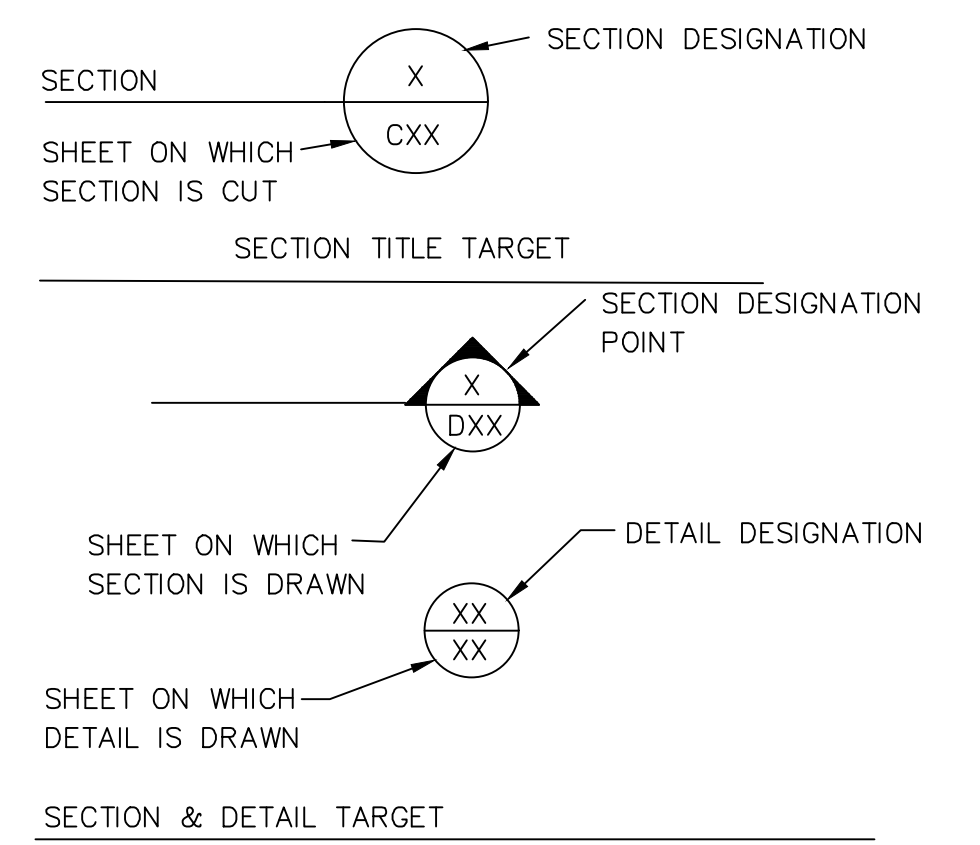 SECTION DESIGNATION
X
SECTION
CXX
SHEET ON WHICH
SECTION IS CUT
SECTION TITLE TARGET
SECTION DESIGNATION
POINT
X
DXX
SHEET ON WHICH
SECTION IS DRAWN
DETAIL DESIGNATION
XX
XX
SHEET ON WHICH
DETAIL IS DRAWN
SECTION & DETAIL TARGET